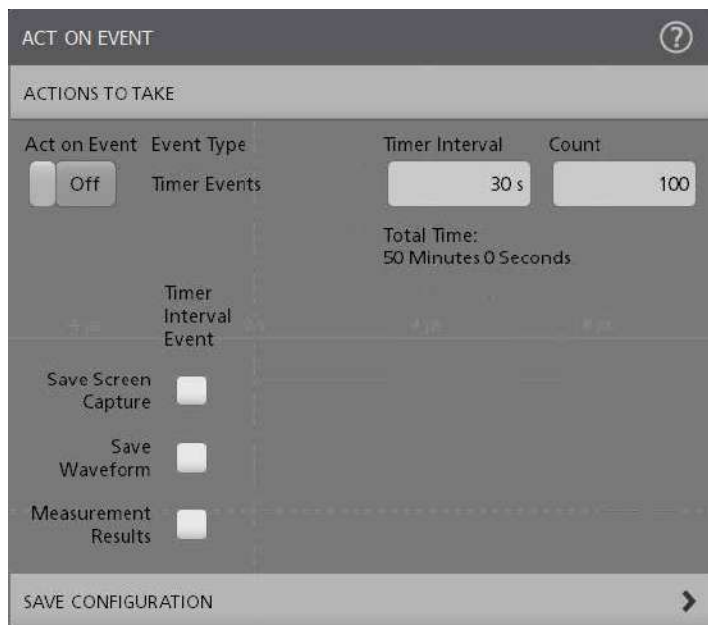 ACT ON EVENT
?
ACTIONS TO TAKE
Act on Event Event Type Timer Interval Count
Off Timer Events 30 s 100
Total Time:
50 Minutes 0 Seconds
Timer
Interval
Event
Save Screen
Capture
Save
Waveform
Measurement
Results
SAVE CONFIGURATION